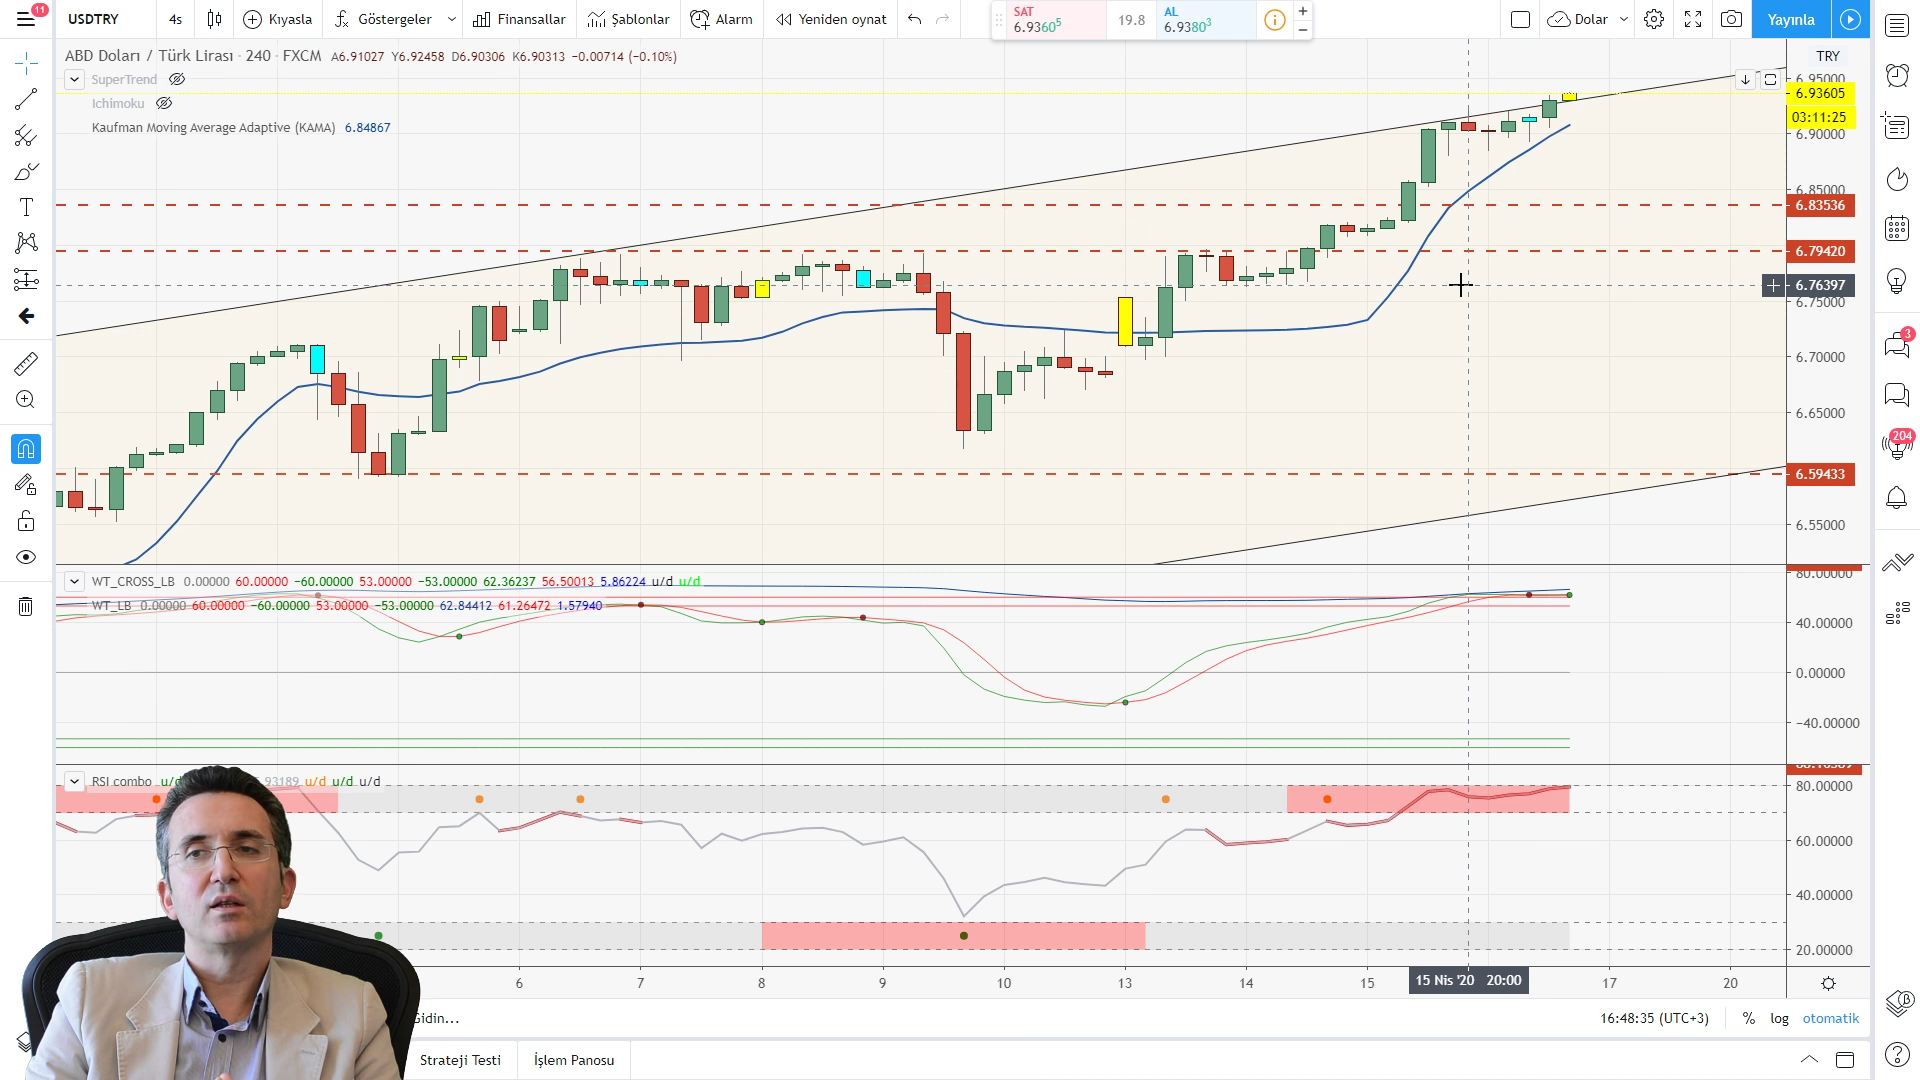 11
USDTRY
4s
Kıyasla
Göstergeler
Finansallar
Şablonlar
Alarm
Yeniden oynat
SAT
6.93605
19.8
AL
6.93803
Dolar
Yayınla
ABD Doları / Türk Lirası · 240 · FXCM A6.91027 Y6.92458 D6.90306 K6.90313 −0.00714 (−0.10%)
TRY
SuperTrend
Ichimoku
Kaufman Moving Average Adaptive (KAMA) 6.84867
6.95000
6.93605
03:11:25
6.90000
6.85000
6.83536
6.79420
6.76397
6.75000
6.70000
6.65000
6.59433
6.55000
3
204
WT_CROSS_LB 0.00000 60.00000 −60.00000 53.00000 −53.00000 62.36237 56.50013 5.86224 u/d u/d
WT_LB 0.00000 60.00000 −60.00000 53.00000 −53.00000 62.84412 61.26472 1.57940
80.00000
40.00000
0.00000
−40.00000
RSI combo u/d 93189 u/d u/d u/d
80.00000
60.00000
40.00000
20.00000
6 7 8 9 10 13 14 15 15 Nis '20 20:00 17 20
Gidin...
16:48:35 (UTC+3) % log otomatik
Strateji Testi İşlem Panosu